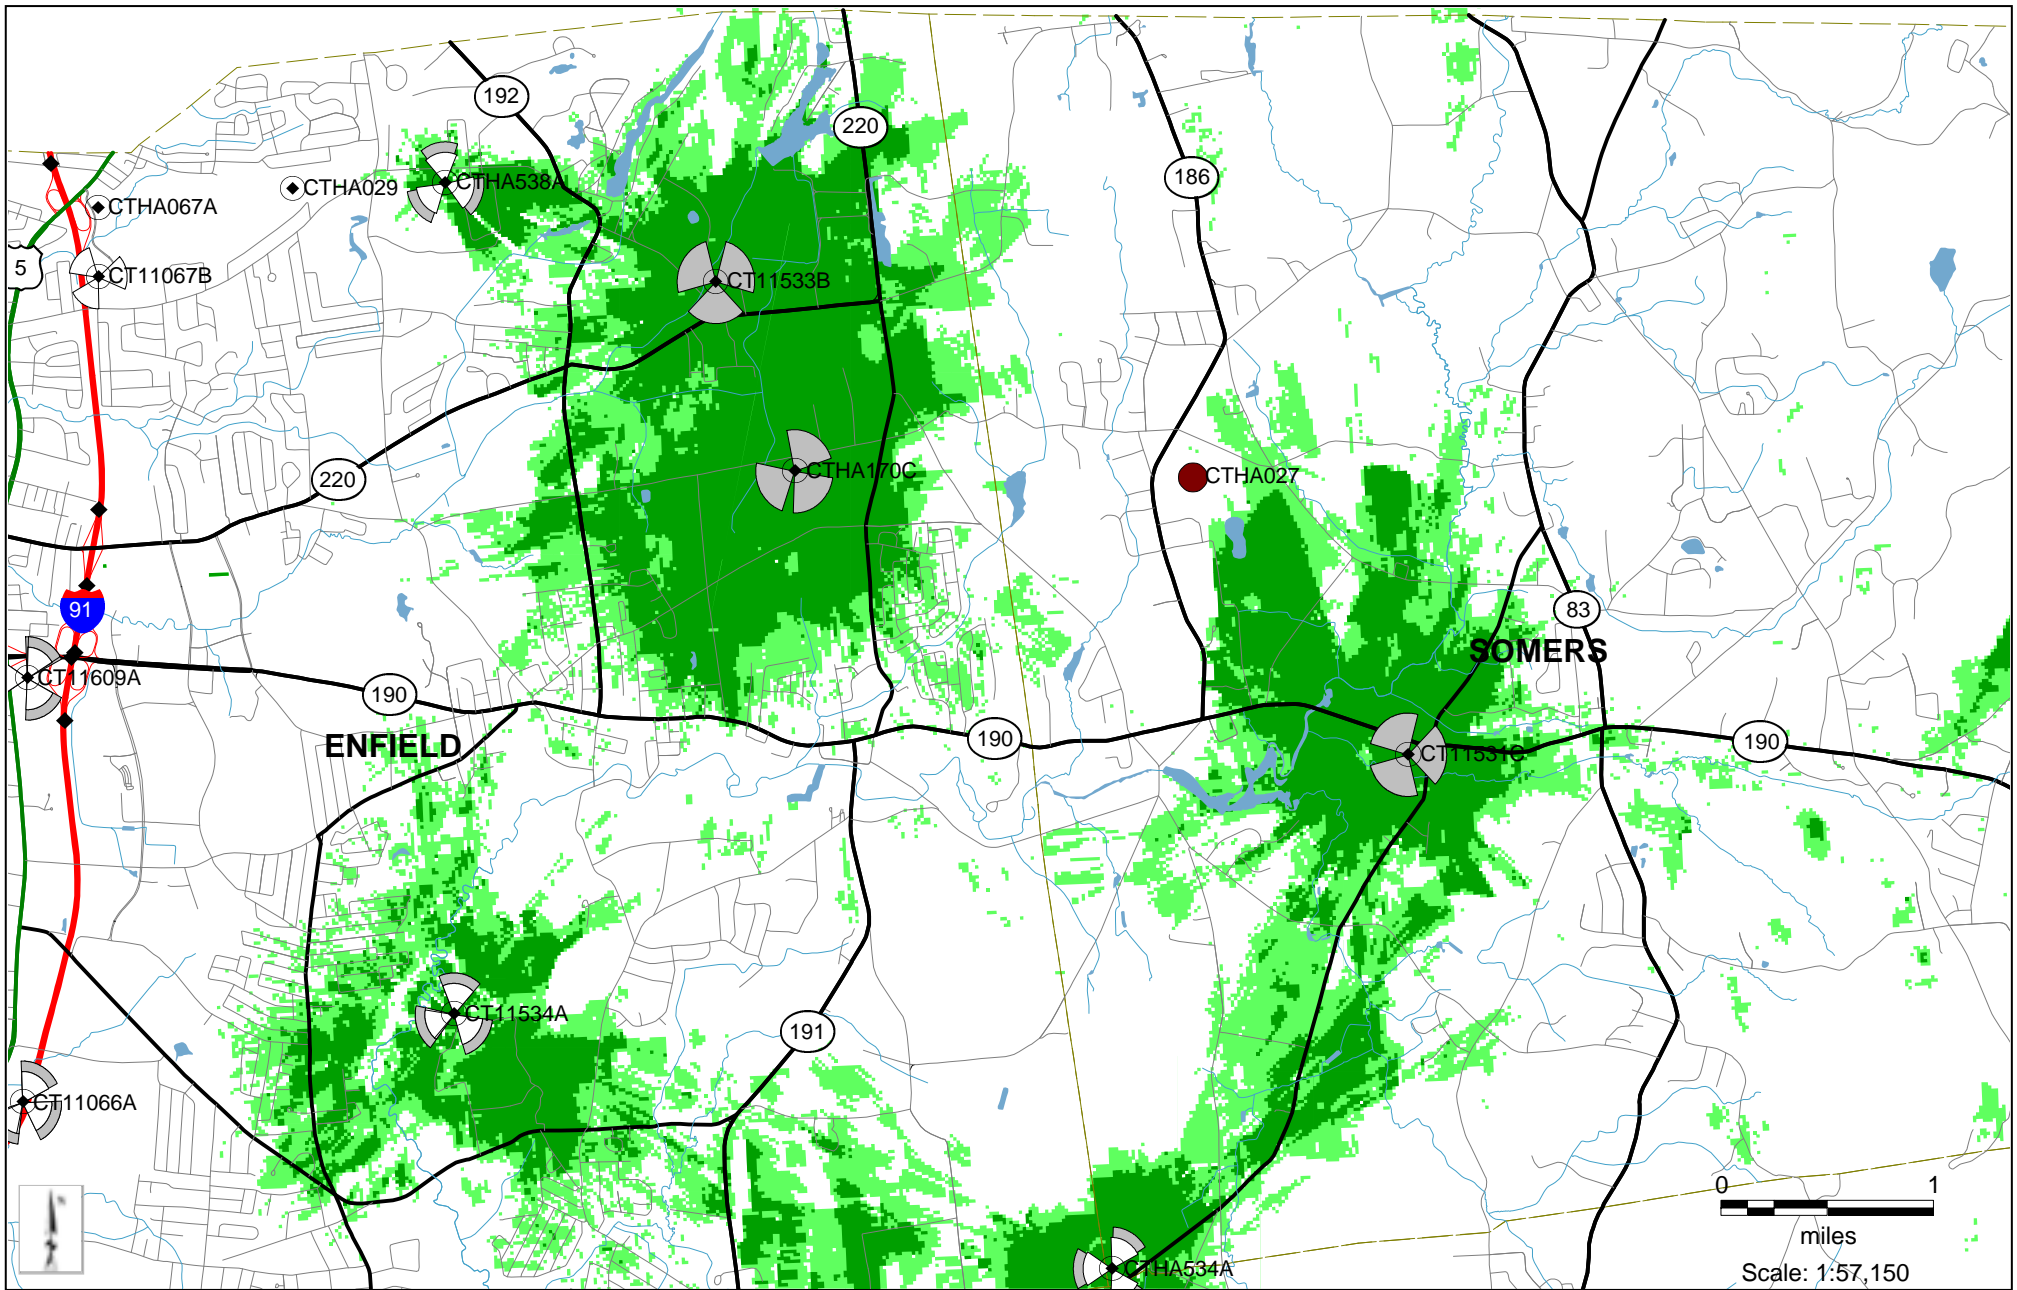 192
220
186
CTHA029
CTHA538A
CTHA067A
5
CT11067B
CT11533B
220
CTHA170C
CTHA027
91
83
SOMERS
CT11609A
190
ENFIELD
190
190
CT11531C
CT11534A
191
CT11066A
0 1
miles
CTHA534A
Scale: 1:57,150